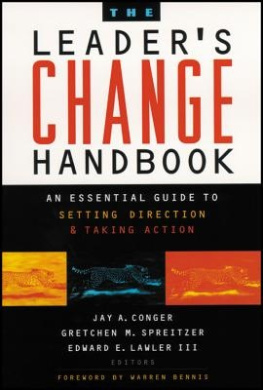 THE
LEADER'S
CHANGE
HANDBOOK
AN ESSENTIAL GUIDE TO
SETTING DIRECTION
& TAKING ACTION
JAY A. CONGER
GRETCHEN M. SPREITZER
EDWARD E. LAWLER III
EDITORS
FOREWORD BY WARREN BENNIS